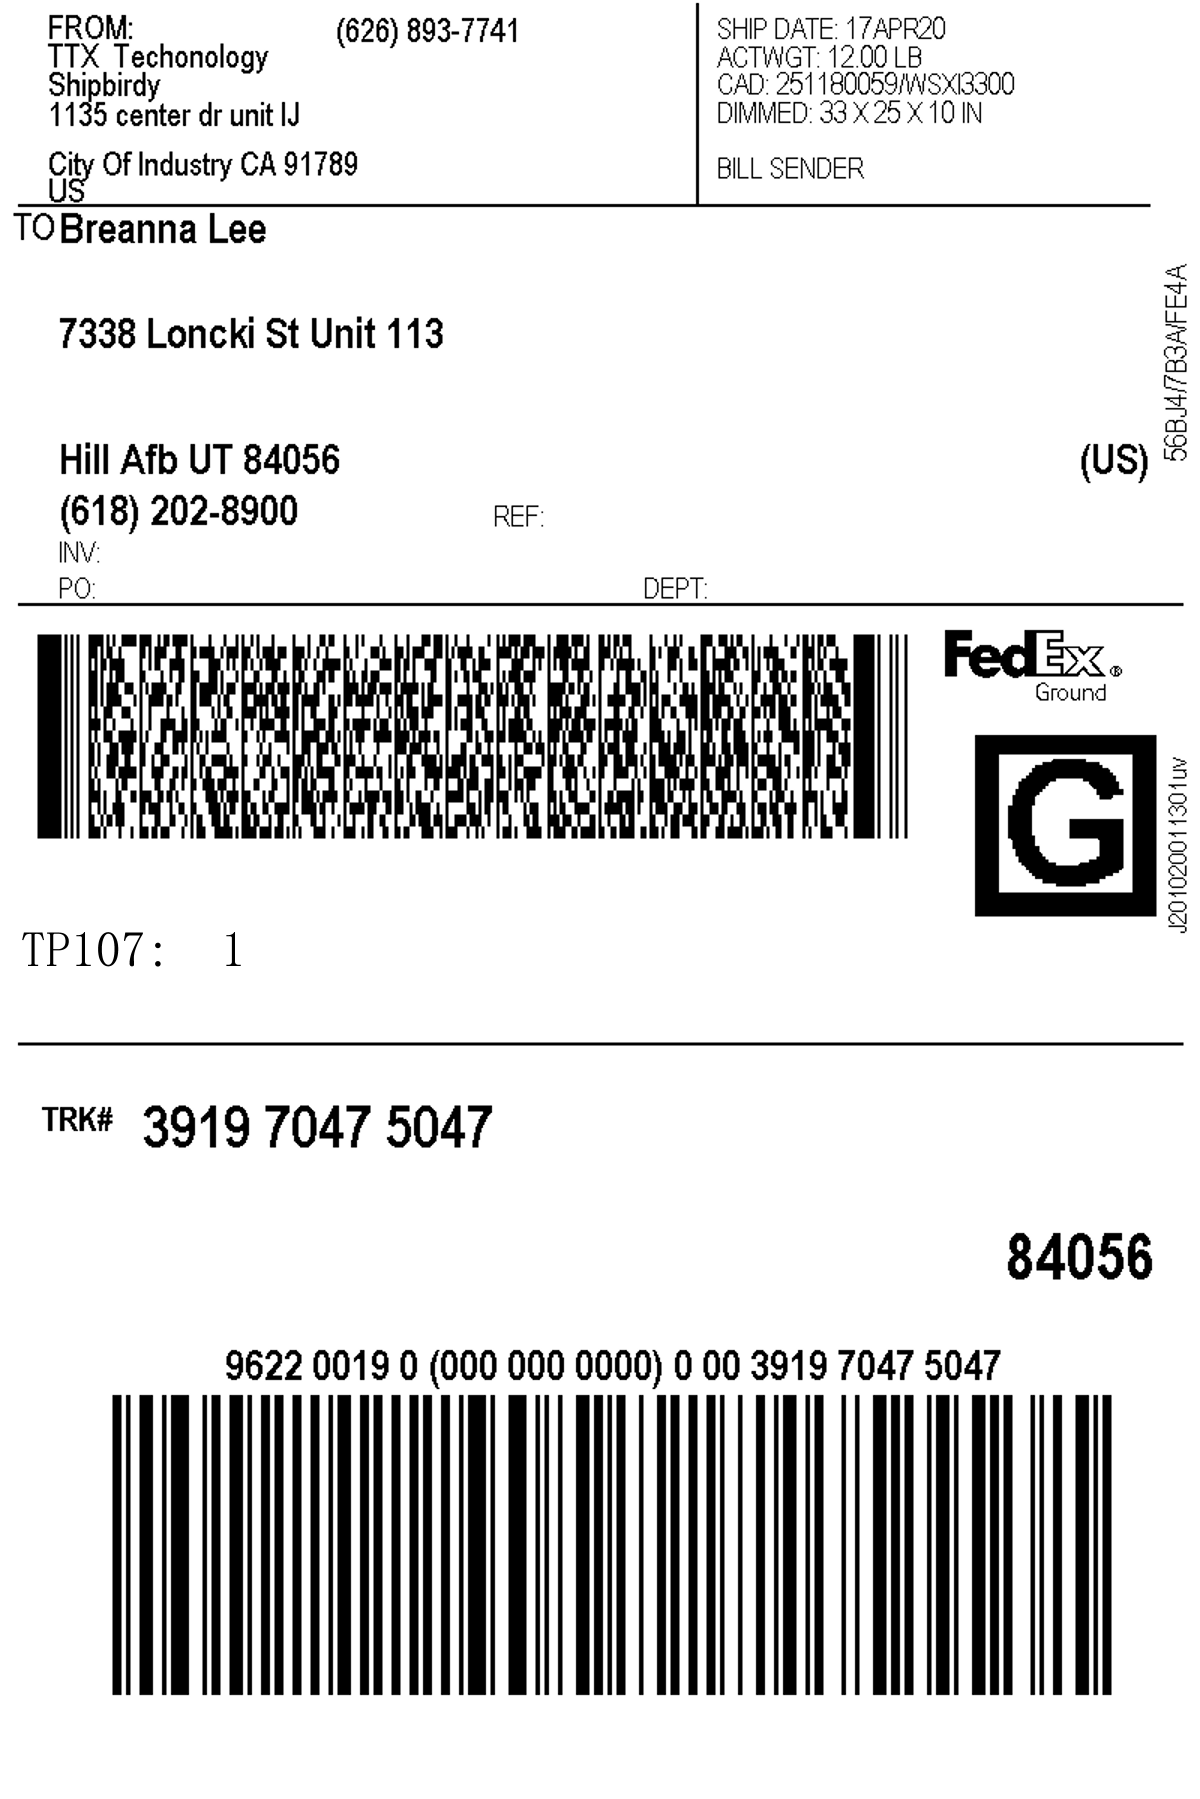 FROM: (626) 893-7741
TTX Techonology
Shipbirdy
1135 center dr unit IJ
City Of Industry CA 91789
US
SHIP DATE: 17APR20
ACTWGT: 12.00 LB
CAD: 251180059/WSXI3300
DIMMED: 33 X 25 X 10 IN
BILL SENDER
TO Breanna Lee
7338 Loncki St Unit 113
Hill Afb UT 84056 (US)
(618) 202-8900 REF:
INV:
PO: DEPT:
56BJ4/7B3A/FE4A
FedEx®
Ground
G
J201020011301uv
TP107: 1
TRK# 3919 7047 5047
84056
9622 0019 0 (000 000 0000) 0 00 3919 7047 5047